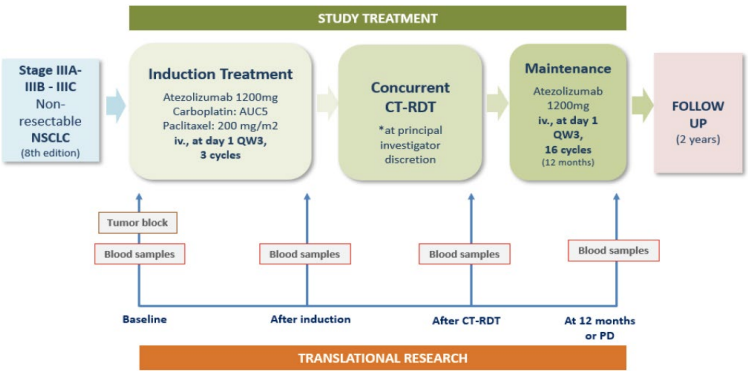 STUDY TREATMENT
Stage IIIA-
IIIB - IIIC
Non-
resectable
NSCLC
(8th edition)
Induction Treatment
Atezolizumab 1200mg
Carboplatin: AUC5
Paclitaxel: 200 mg/m2
iv., at day 1 QW3,
3 cycles
Concurrent
CT-RDT
*at principal
investigator
discretion
Maintenance
Atezolizumab
1200mg
iv., at day 1
QW3,
16 cycles
(12 months)
FOLLOW
UP
(2 years)
Tumor block
Blood samples
Blood samples
Blood samples
Blood samples
Baseline
After induction
After CT-RDT
At 12 months
or PD
TRANSLATIONAL RESEARCH